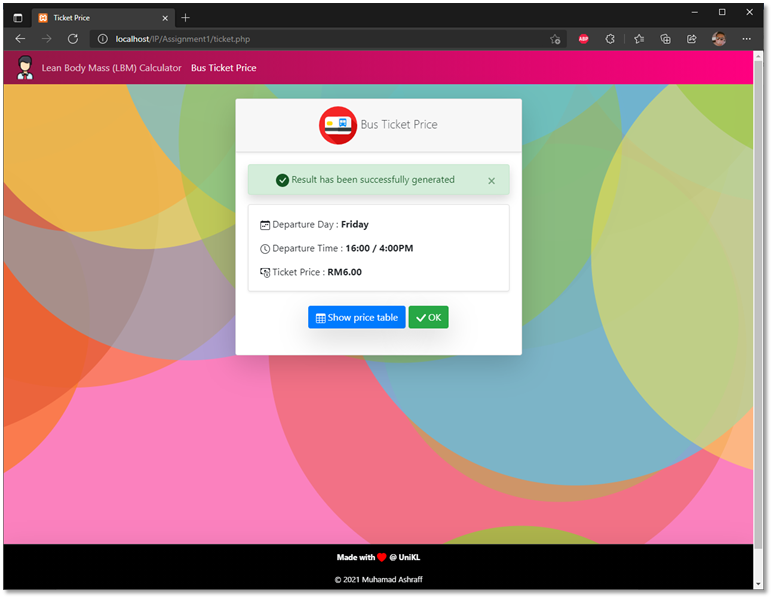 Ticket Price
localhost/IP/Assignment1/ticket.php
ABP
Lean Body Mass (LBM) Calculator Bus Ticket Price
Bus Ticket Price
Result has been successfully generated ×
Departure Day : Friday
Departure Time : 16:00 / 4:00PM
Ticket Price : RM6.00
Show price table OK
Made with ❤ @ UniKL
© 2021 Muhamad Ashraff